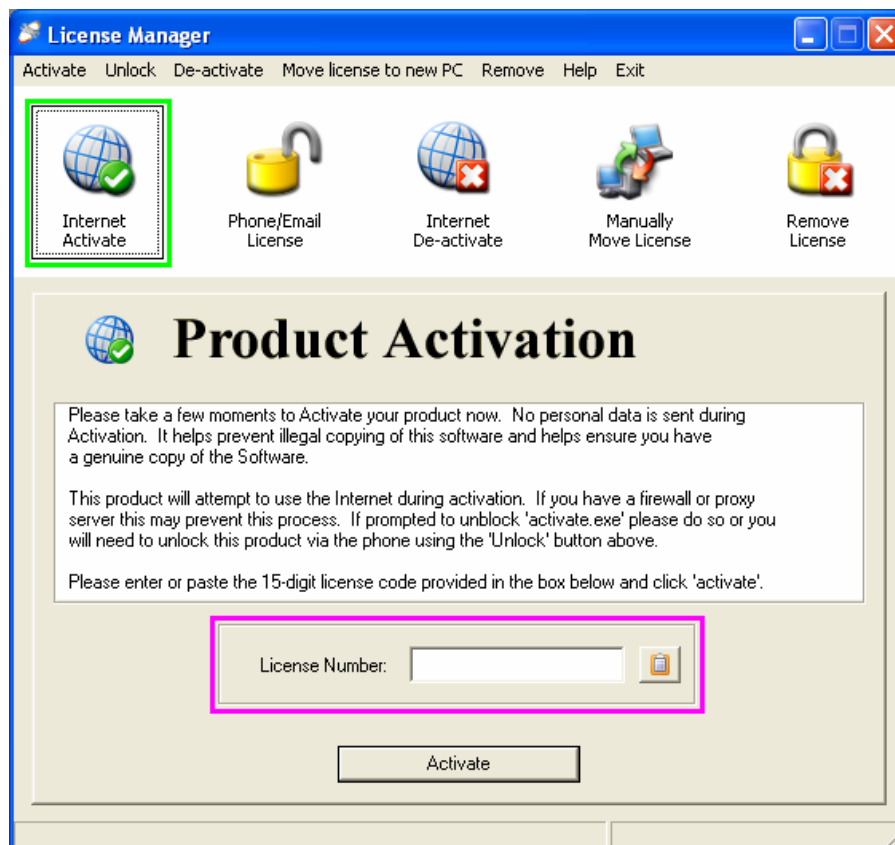 License Manager
Activate Unlock De-activate Move license to new PC Remove Help Exit
Internet Activate
Phone/Email License
Internet De-activate
Manually Move License
Remove License
Product Activation
Please take a few moments to Activate your product now. No personal data is sent during
Activation. It helps prevent illegal copying of this software and helps ensure you have
a genuine copy of the Software.
This product will attempt to use the Internet during activation. If you have a firewall or proxy
server this may prevent this process. If prompted to unblock 'activate.exe' please do so or you
will need to unlock this product via the phone using the 'Unlock' button above.
Please enter or paste the 15-digit license code provided in the box below and click 'activate'.
License Number:
Activate